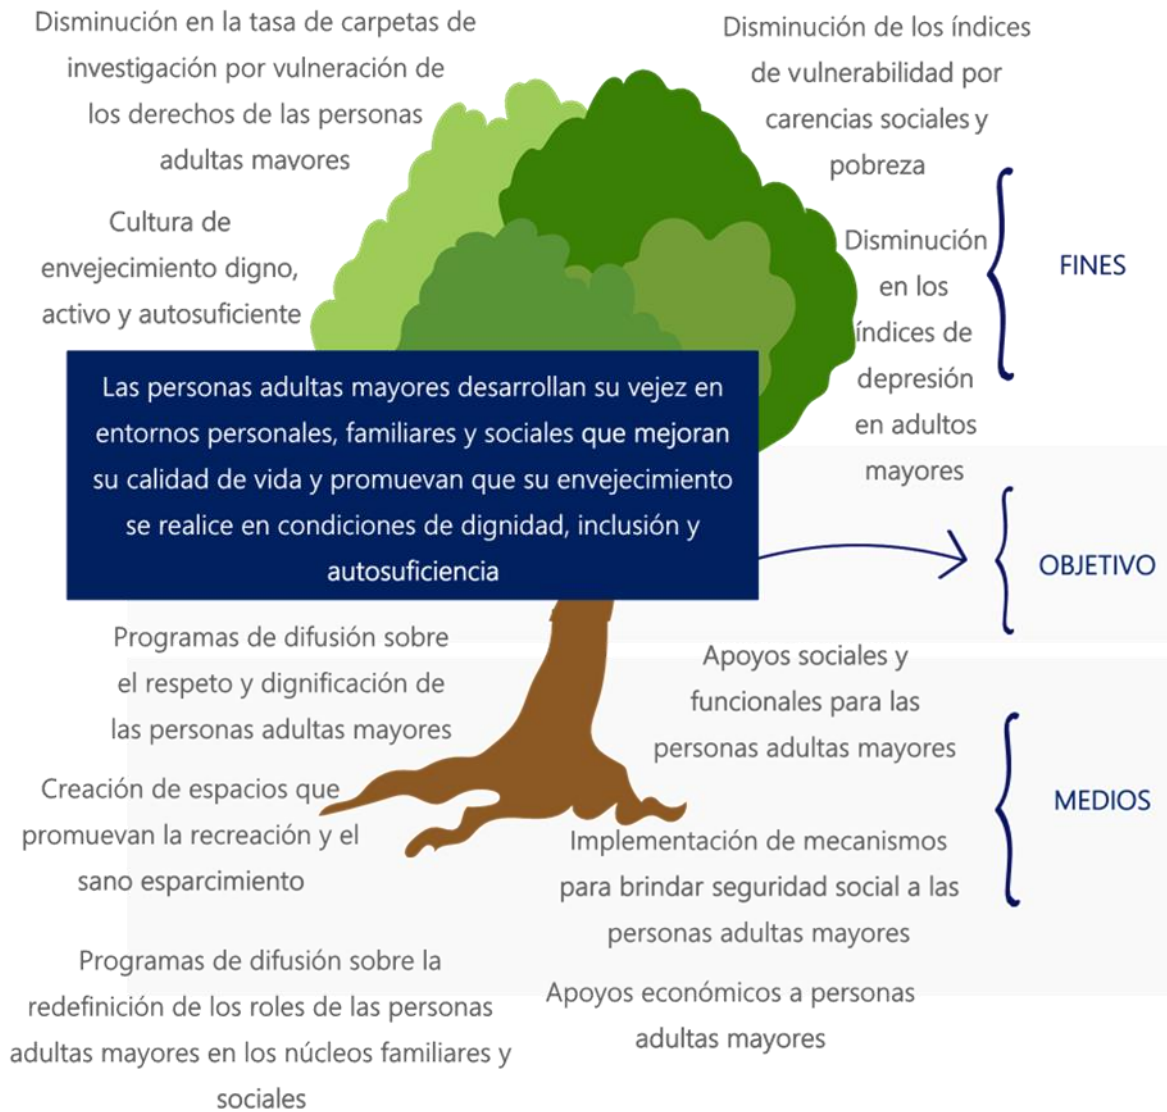 Disminución en la tasa de carpetas de
investigación por vulneración de
los derechos de las personas
adultas mayores
Disminución de los índices
de vulnerabilidad por
carencias sociales y
pobreza
Cultura de
envejecimiento digno,
activo y autosuficiente
Disminución
en los
índices de
depresión
en adultos
mayores
FINES
Las personas adultas mayores desarrollan su vejez en
entornos personales, familiares y sociales que mejoran
su calidad de vida y promuevan que su envejecimiento
se realice en condiciones de dignidad, inclusión y
autosuficiencia
OBJETIVO
Programas de difusión sobre
el respeto y dignificación de
las personas adultas mayores
Apoyos sociales y
funcionales para las
personas adultas mayores
MEDIOS
Creación de espacios que
promuevan la recreación y el
sano esparcimiento
Implementación de mecanismos
para brindar seguridad social a las
personas adultas mayores
Programas de difusión sobre la
redefinición de los roles de las personas
adultas mayores en los núcleos familiares y
sociales
Apoyos económicos a personas
adultas mayores